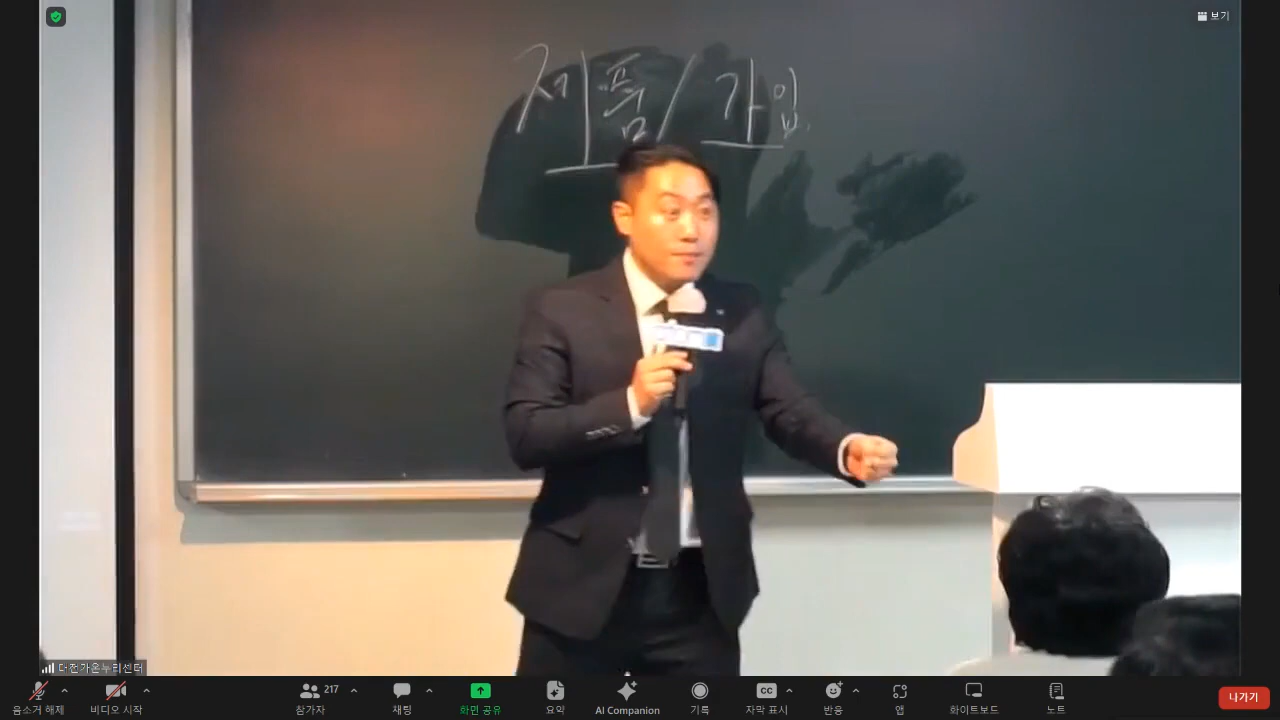 보기
제품/가입
대전가온누리센터
음소거 해제
비디오 시작
217
참가자
채팅
화면 공유
요약
AI Companion
기록
CC
자막 표시
반응
앱
화이트보드
노트
나가기